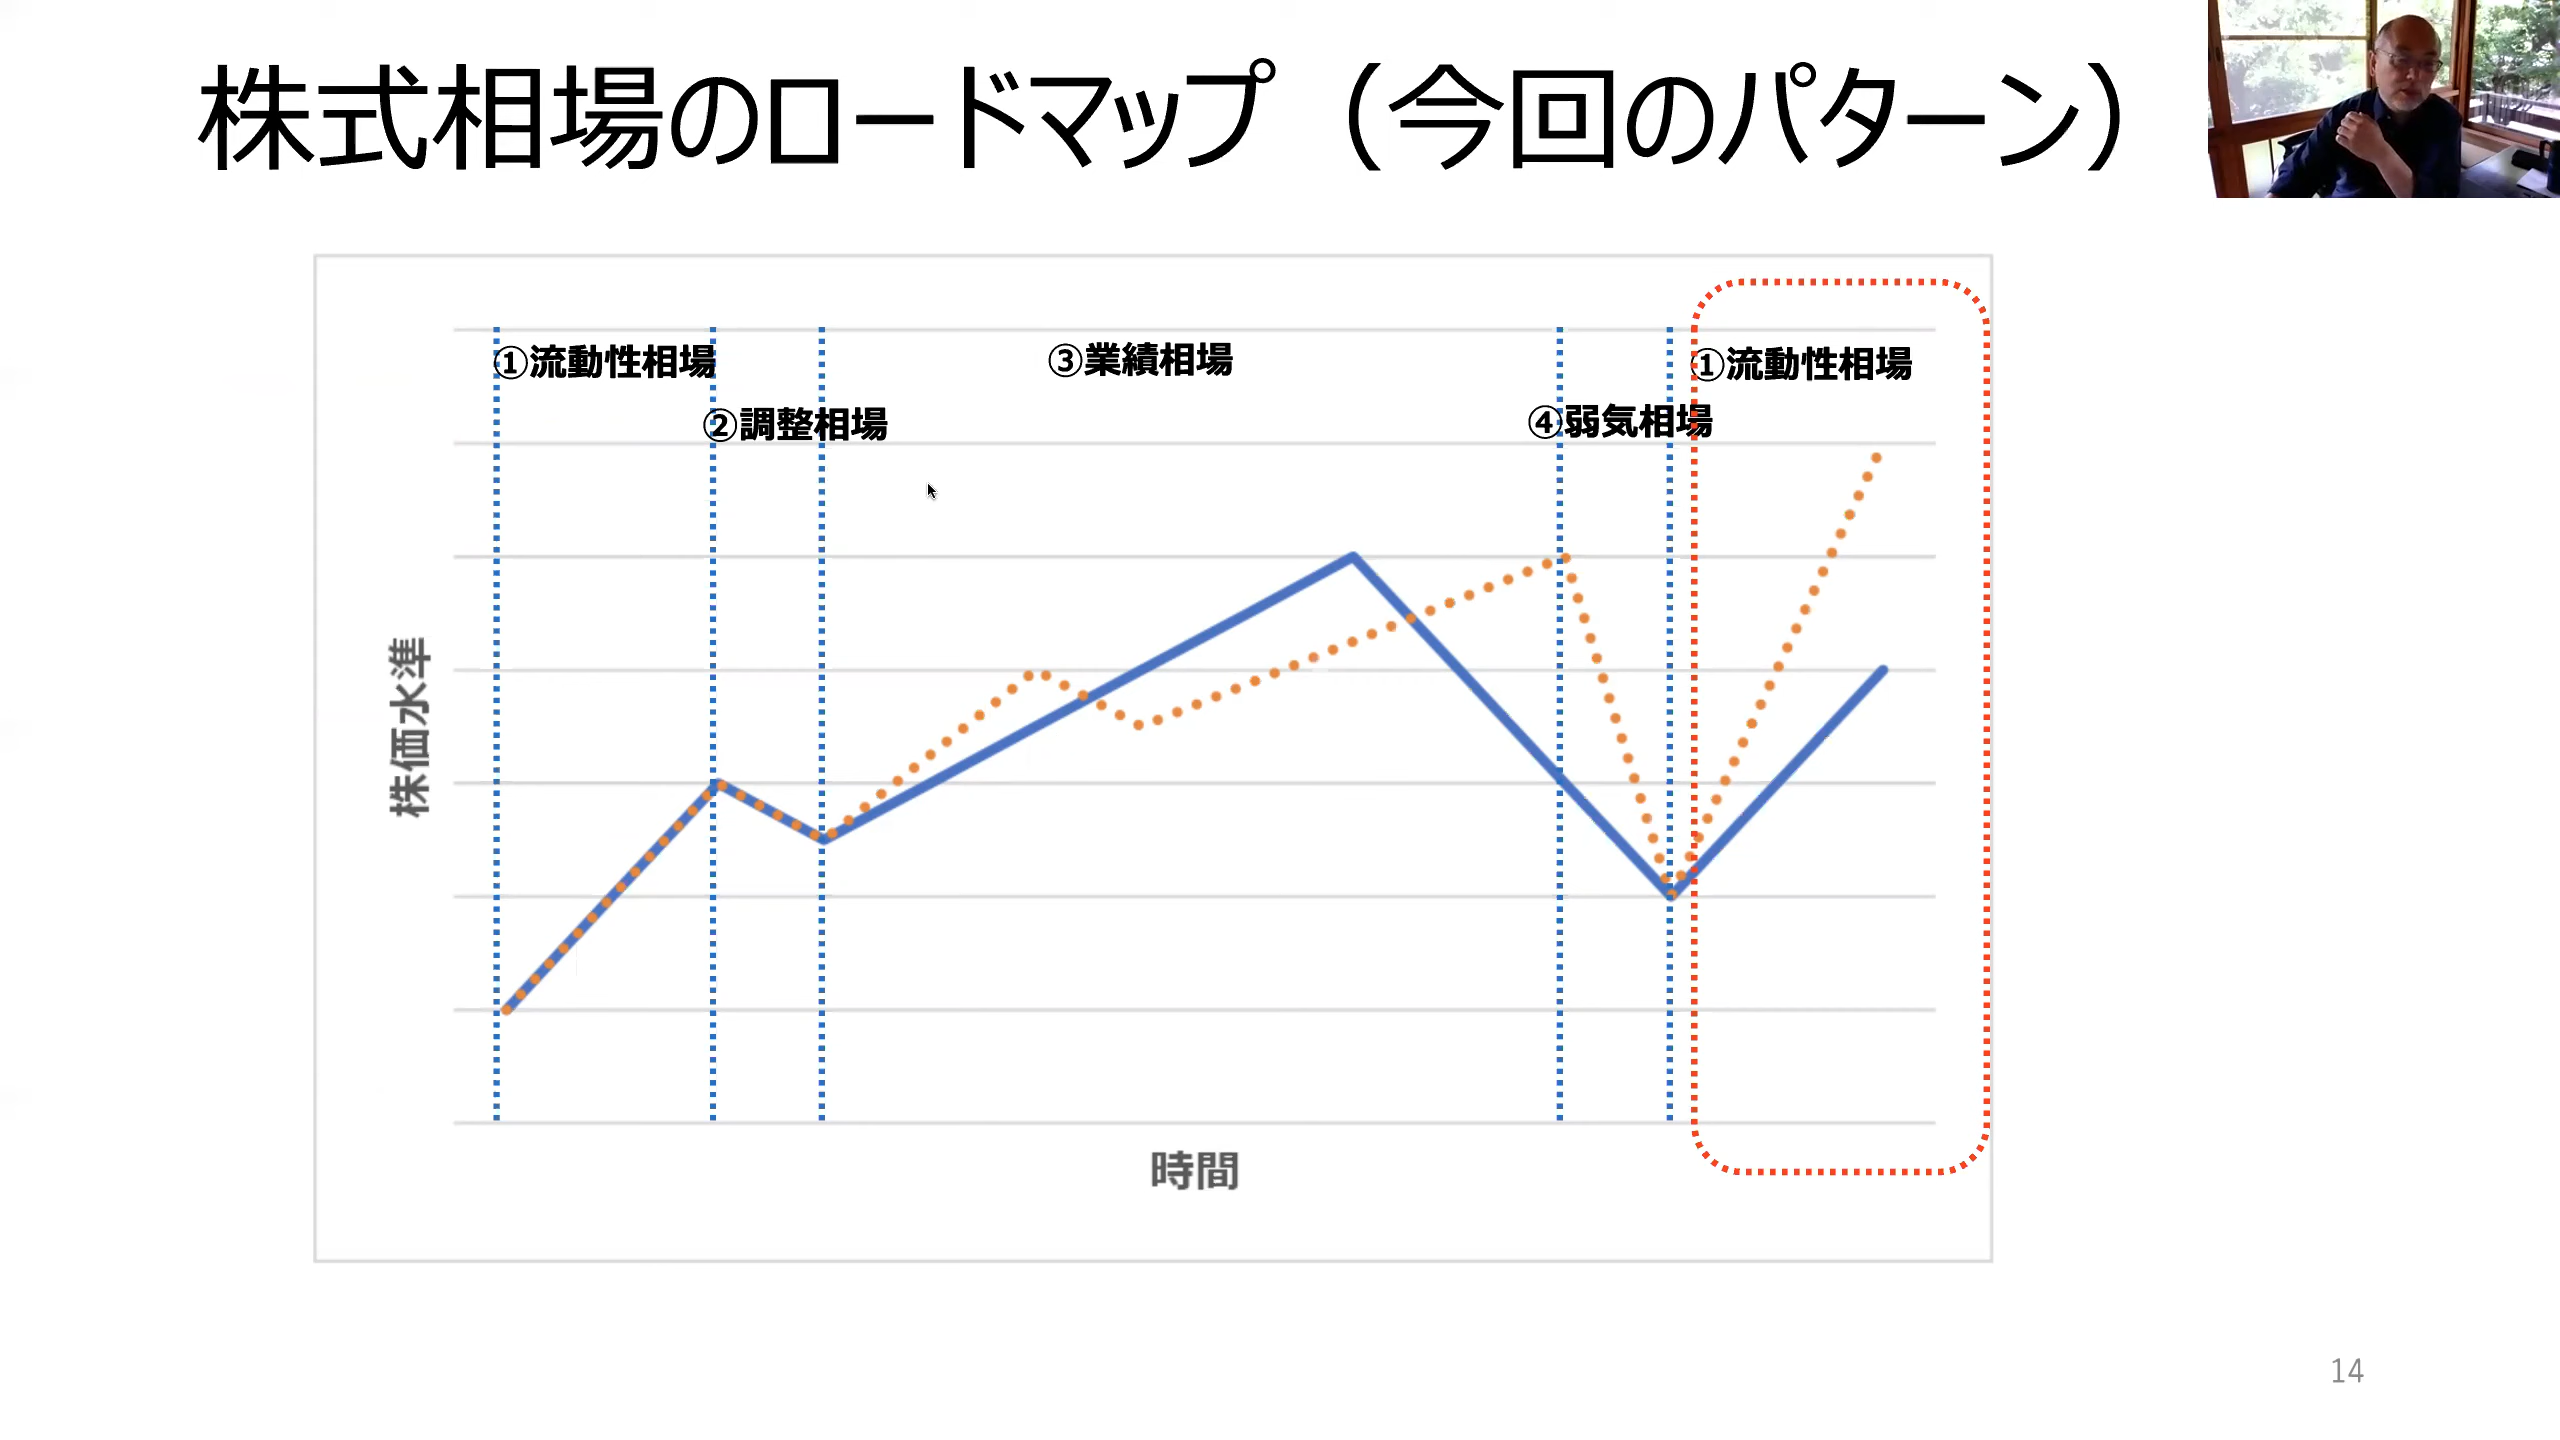 株式相場のロードマップ（今回のパターン）
①流動性相場
③業績相場
①流動性相場
②調整相場
④弱気相場
株価水準
時間
14